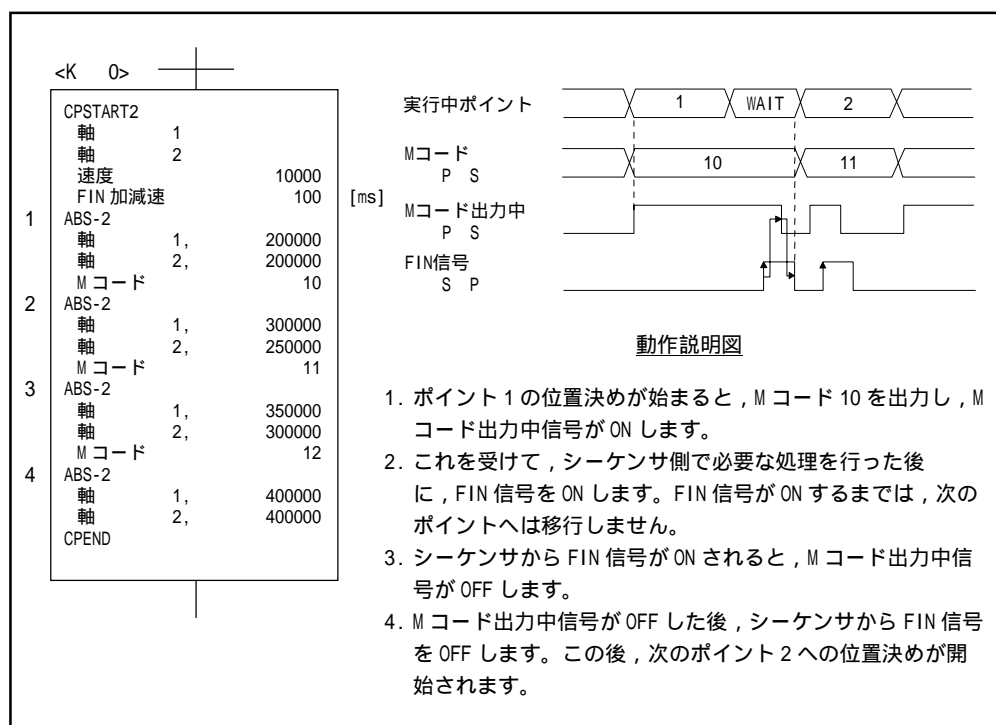 <K 0>
CPSTART2
軸 1
軸 2
速度 10000
FIN 加減速 100 [ms]
1 ABS-2
軸 1, 200000
軸 2, 200000
M コード 10
2 ABS-2
軸 1, 300000
軸 2, 250000
M コード 11
3 ABS-2
軸 1, 350000
軸 2, 300000
M コード 12
4 ABS-2
軸 1, 400000
軸 2, 400000
CPEND
実行中ポイント 1 WAIT 2
Mコード 10 11
P S
Mコード出力中
P S
FIN信号
S P
動作説明図
1. ポイント 1 の位置決めが始まると , M コード 10 を出力し , M
コード出力中信号が ON します。
2. これを受けて , シーケンサ側で必要な処理を行った後
に , FIN 信号を ON します。FIN 信号が ON するまでは , 次の
ポイントへは移行しません。
3. シーケンサから FIN 信号が ON されると , M コード出力中信
号が OFF します。
4. M コード出力中信号が OFF した後 , シーケンサから FIN 信号
を OFF します。この後 , 次のポイント 2 への位置決めが開
始されます。